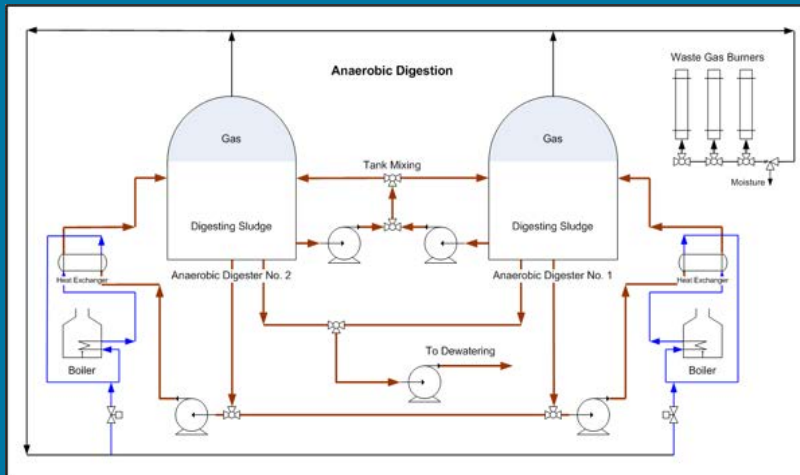 Anaerobic Digestion
Waste Gas Burners
Gas
Gas
Tank Mixing
Moisture
Digesting Sludge
Digesting Sludge
Anaerobic Digester No. 2
Anaerobic Digester No. 1
Heat Exchanger
Heat Exchanger
To Dewatering
Boiler
Boiler